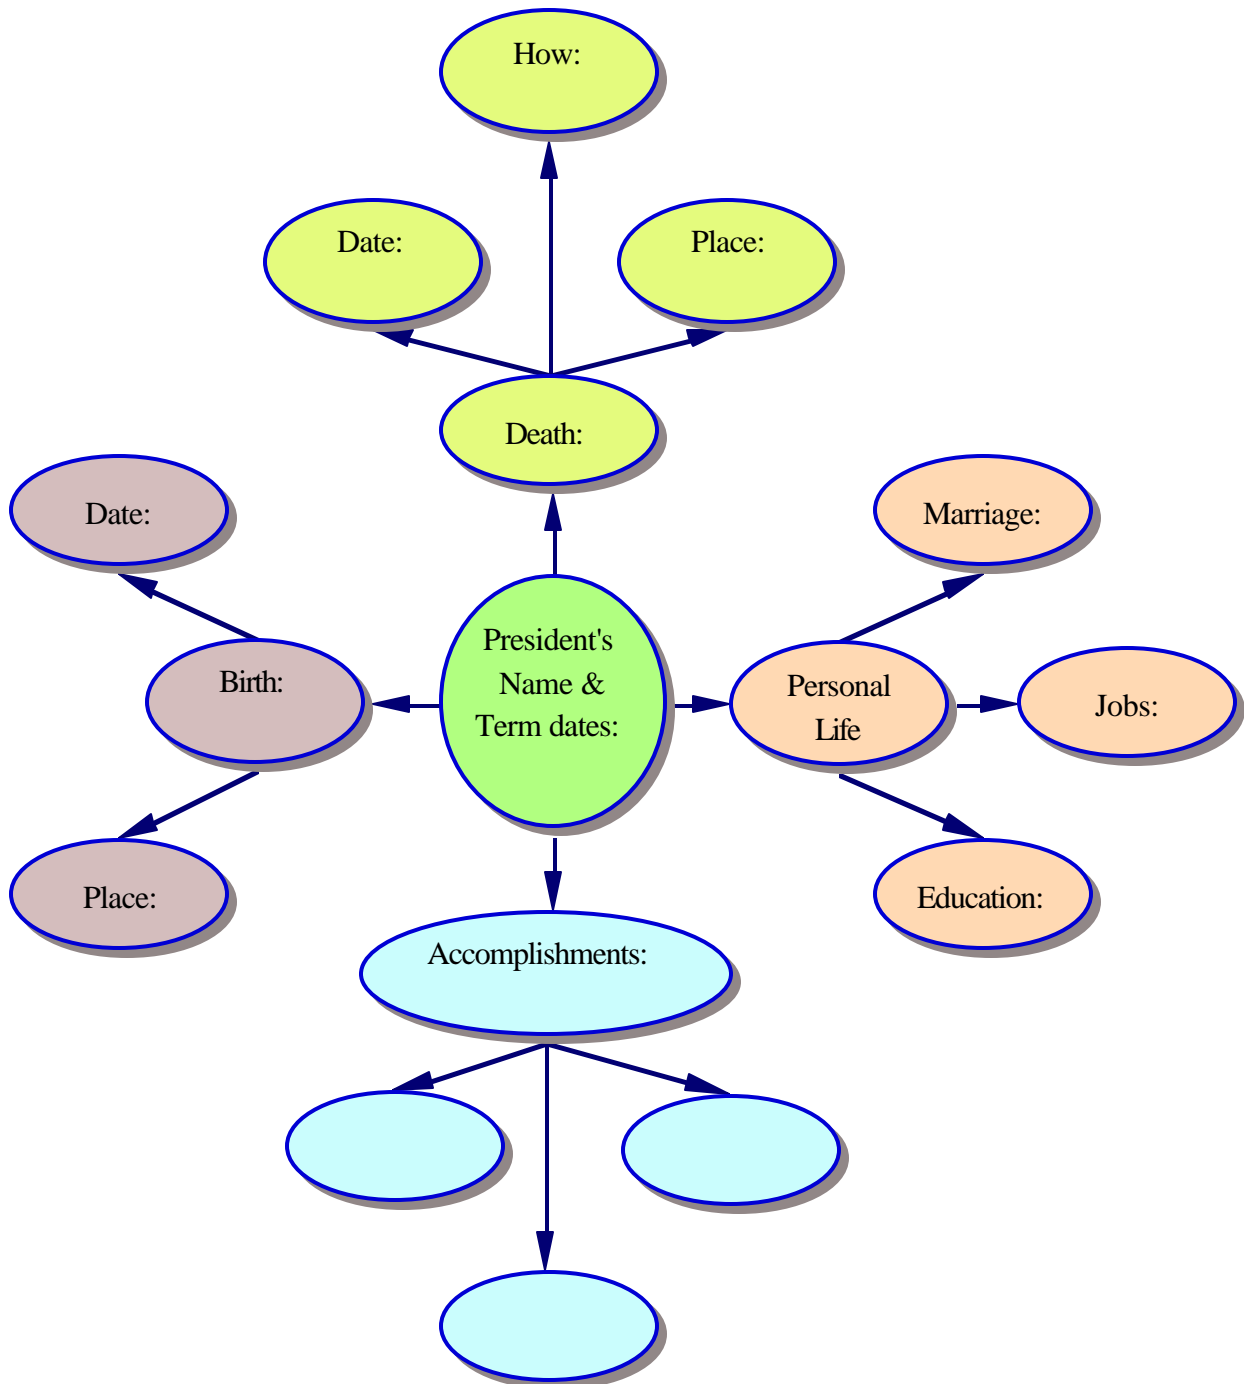 How:
Date:
Place:
Death:
Date:
Marriage:
Birth:
President's
Name &
Term dates:
Personal
Life
Jobs:
Place:
Education:
Accomplishments: